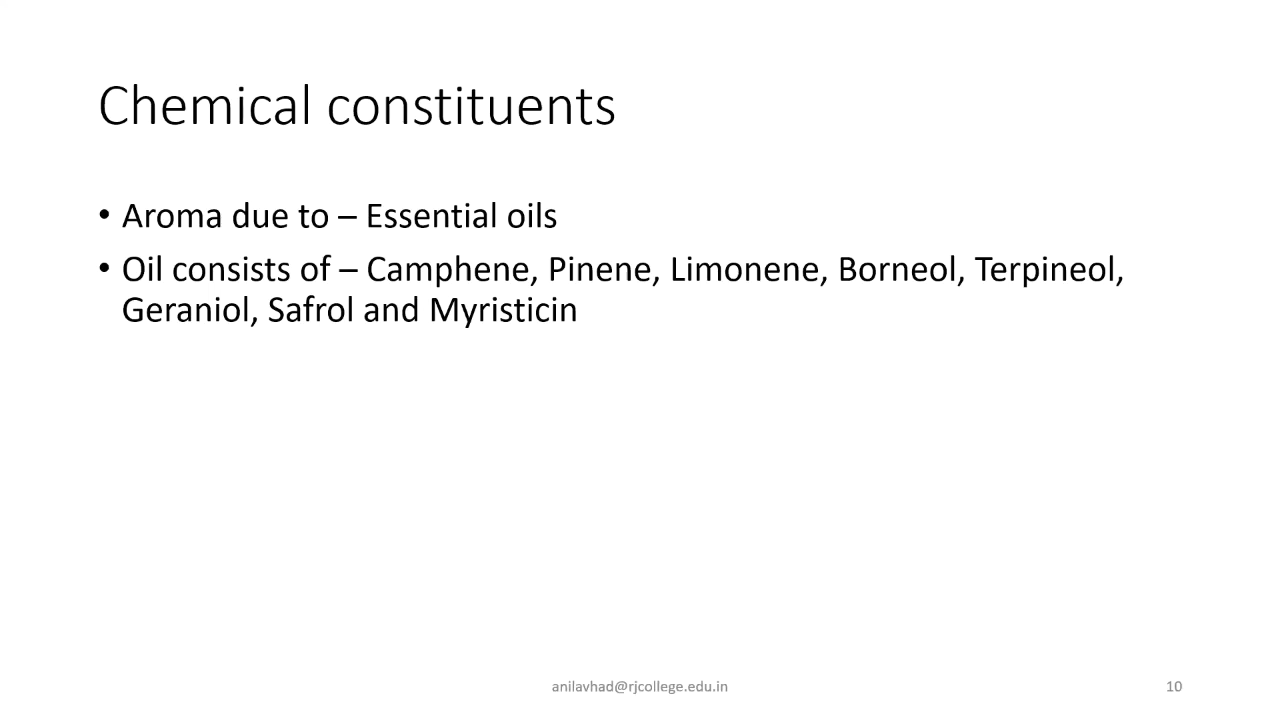 Chemical constituents
• Aroma due to – Essential oils
• Oil consists of – Camphene, Pinene, Limonene, Borneol, Terpineol,
Geraniol, Safrol and Myristicin
anilavhad@rjcollege.edu.in
10